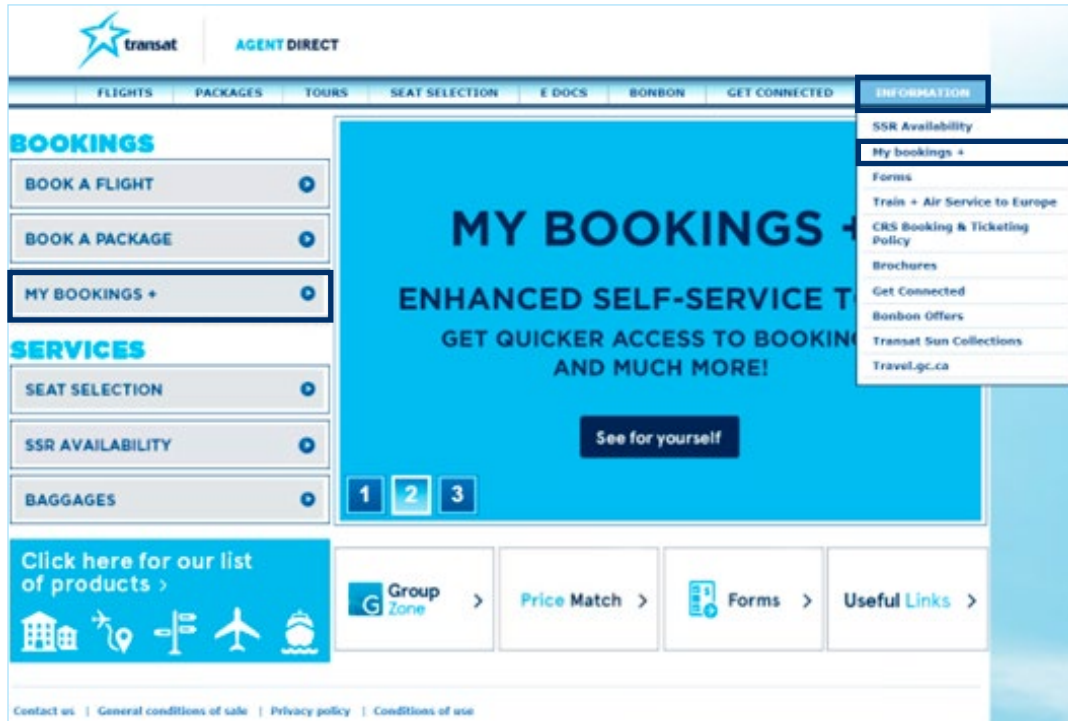 transat
AGENT DIRECT
FLIGHTS PACKAGES TOURS SEAT SELECTION E DOCS BONBON GET CONNECTED INFORMATION
BOOKINGS
BOOK A FLIGHT
BOOK A PACKAGE
MY BOOKINGS +
SERVICES
SEAT SELECTION
SSR AVAILABILITY
BAGGAGES
MY BOOKINGS +
ENHANCED SELF-SERVICE
GET QUICKER ACCESS TO
AND MUCH MORE!
See for yourself
1 2 3
SSR Availability
My bookings +
Forms
Train + Air Service to Europe
CRS Booking & Ticketing
Policy
Brochures
Get Connected
Bonbon Offers
Transat Sun Collections
Travel.gc.ca
Click here for our list
of products >
G Group
Zone >
Price Match >
Forms >
Useful Links >
Contact us | General conditions of sale | Privacy policy | Conditions of use